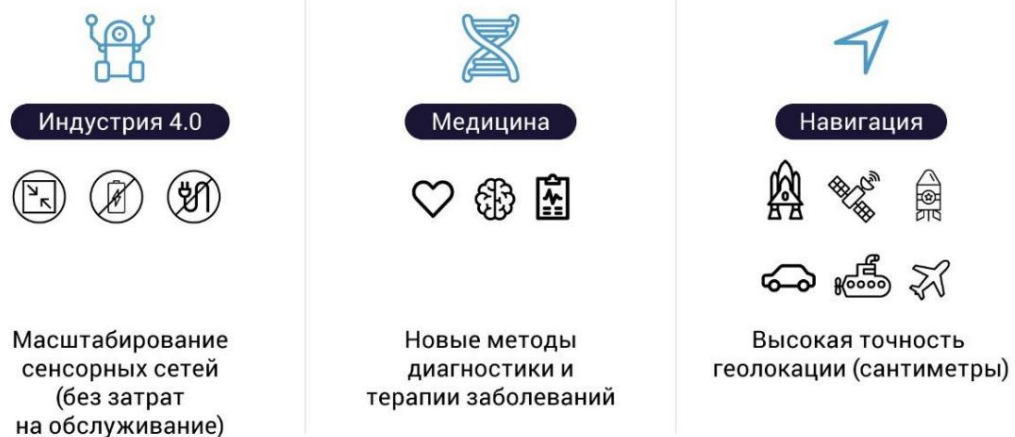 Индустрия 4.0
Масштабирование
сенсорных сетей
(без затрат
на обслуживание)
Медицина
Новые методы
диагностики и
терапии заболеваний
Навигация
Высокая точность
геолокации (сантиметры)